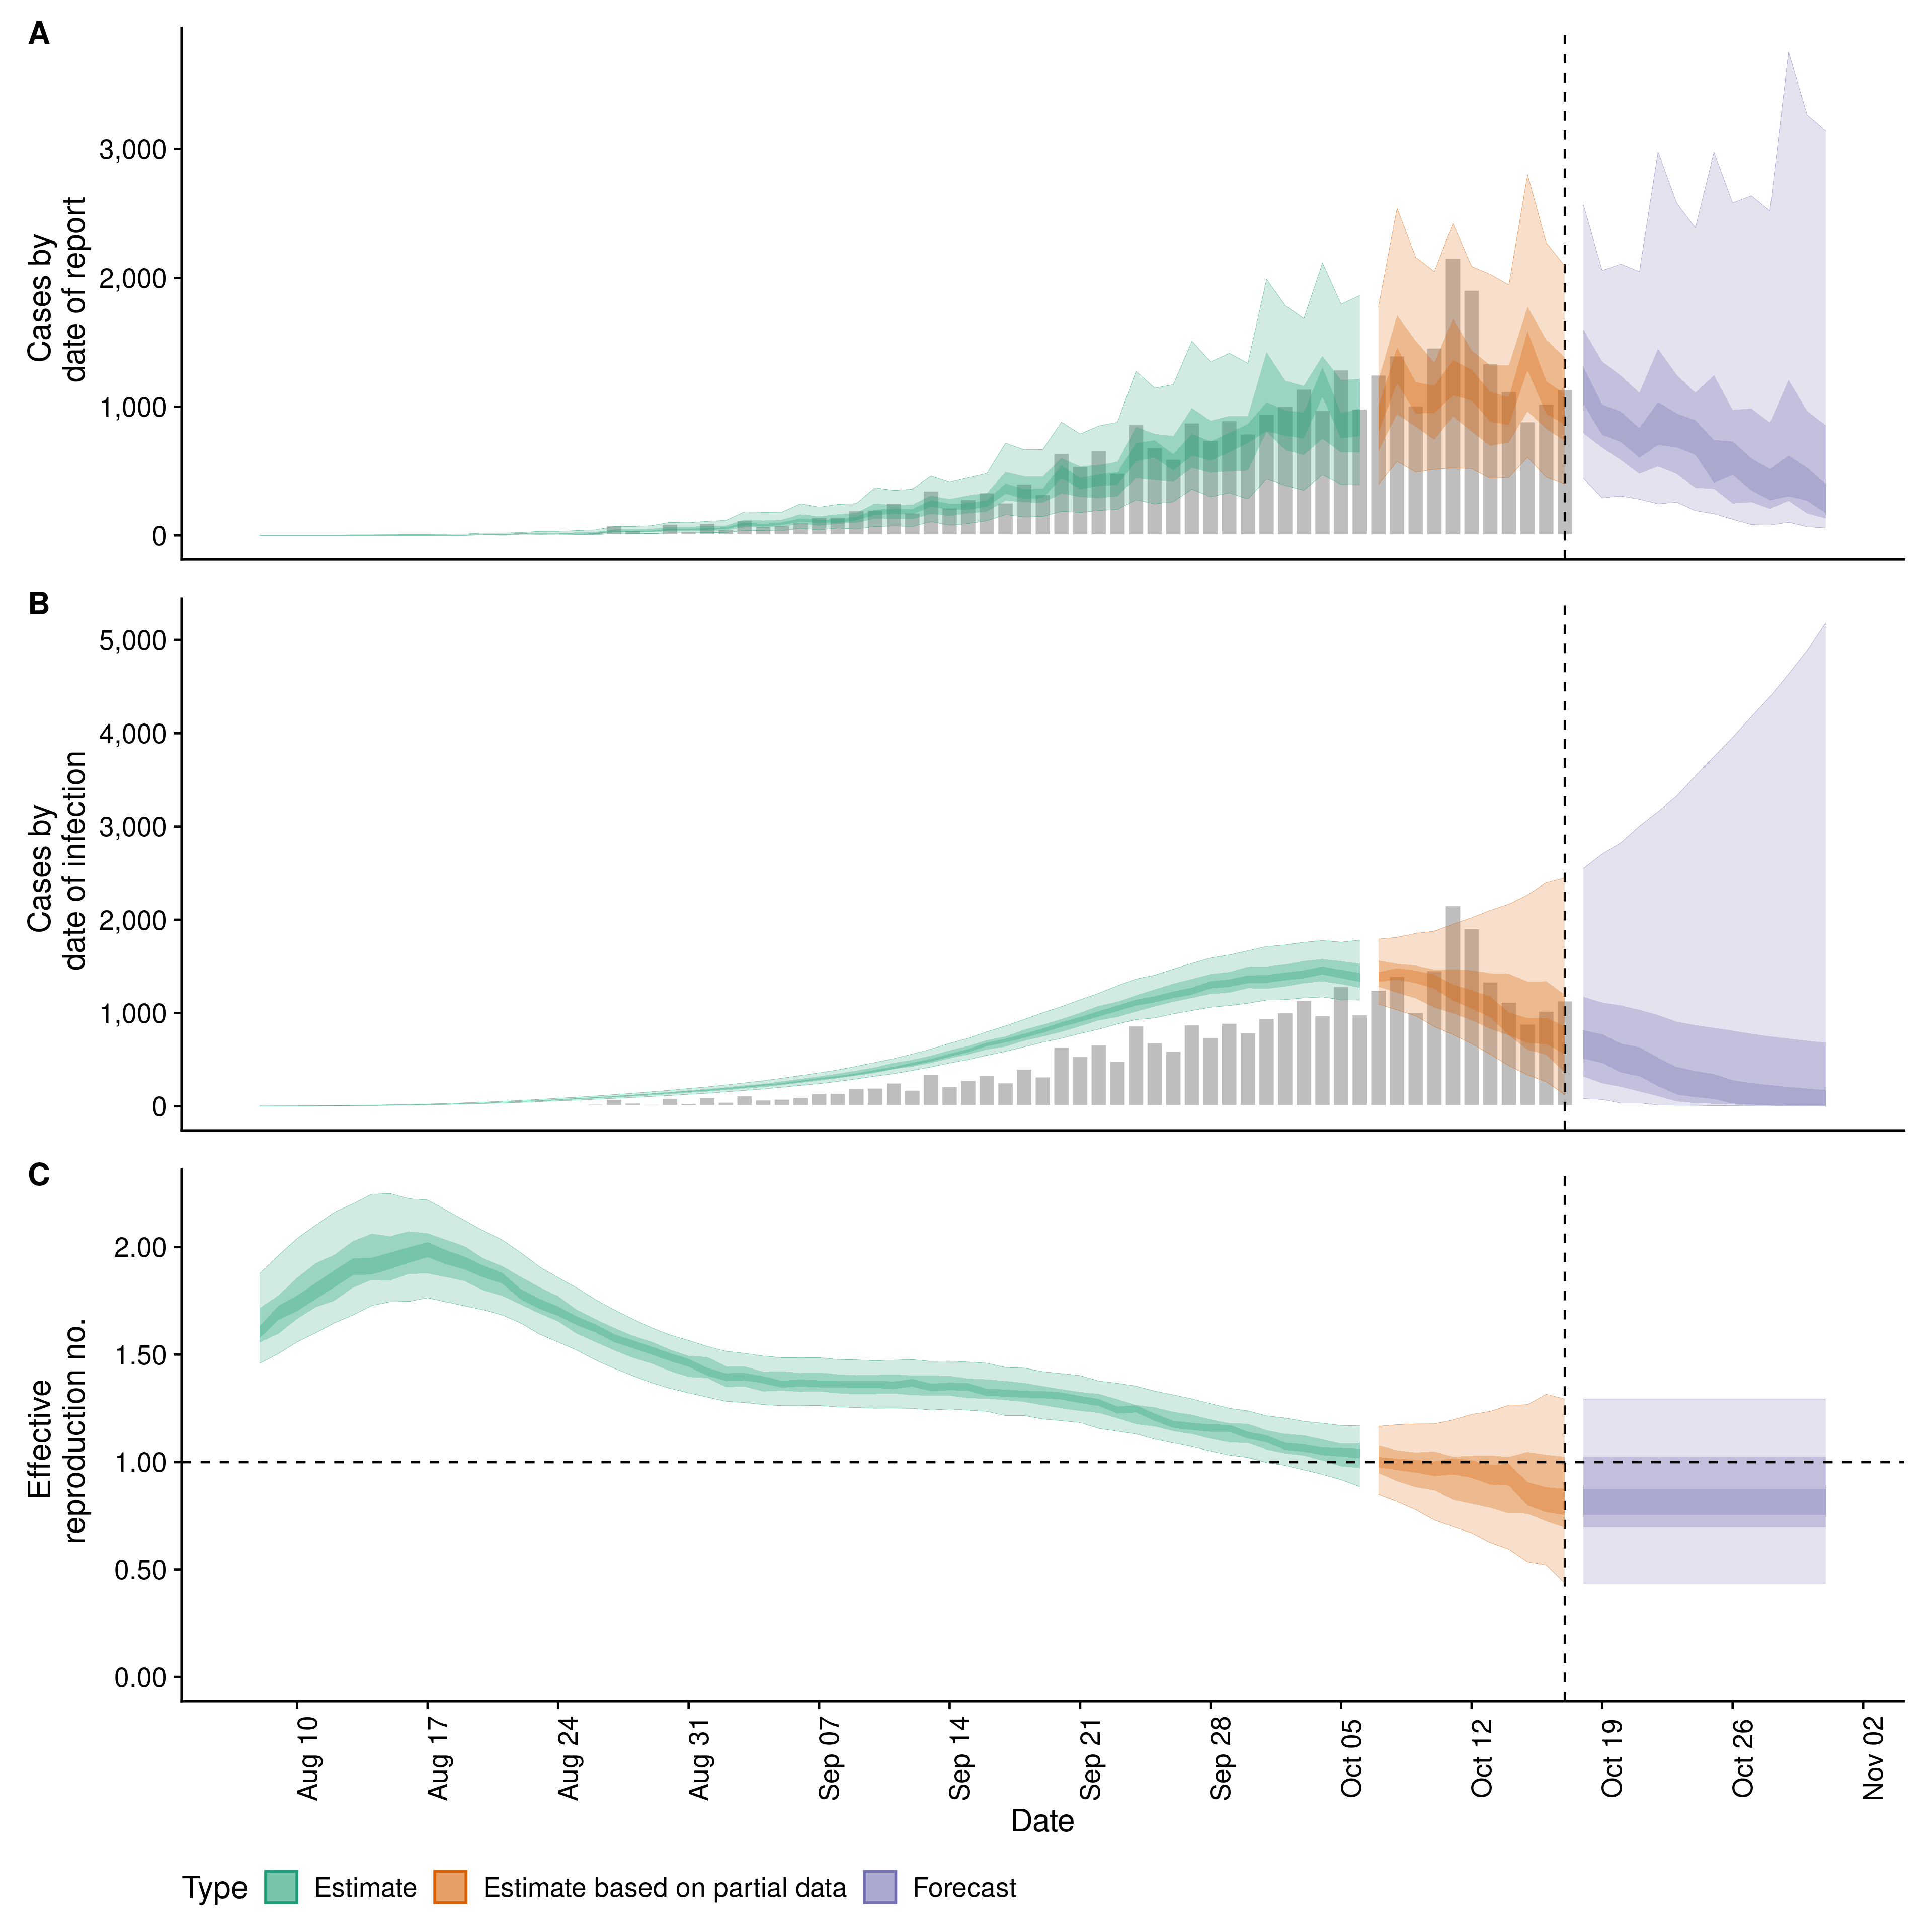 A
Cases by
date of report
3,000
2,000
1,000
0
B
Cases by
date of infection
5,000
4,000
3,000
2,000
1,000
0
C
Effective
reproduction no.
2.00
1.50
1.00
0.50
0.00
Aug 10
Aug 17
Aug 24
Aug 31
Sep 07
Sep 14
Sep 21
Sep 28
Oct 05
Oct 12
Oct 19
Oct 26
Nov 02
Date
Type Estimate Estimate based on partial data Forecast